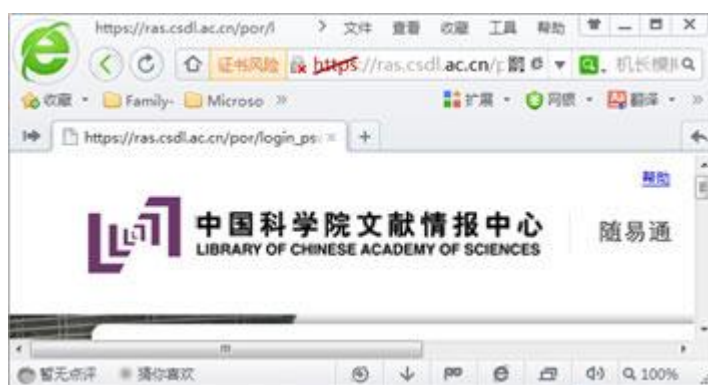 https://ras.csdl.ac.cn/por/l > 文件 查看 收藏 工具 帮助
证书风险 https://ras.csdl.ac.cn/p
收藏 Family- Microso » 扩展 网银 翻译 »
https://ras.csdl.ac.cn/por/login_ps
帮助
中国科学院文献情报中心 随易通
LIBRARY OF CHINESE ACADEMY OF SCIENCES
暂无点评 猜你喜欢 100%